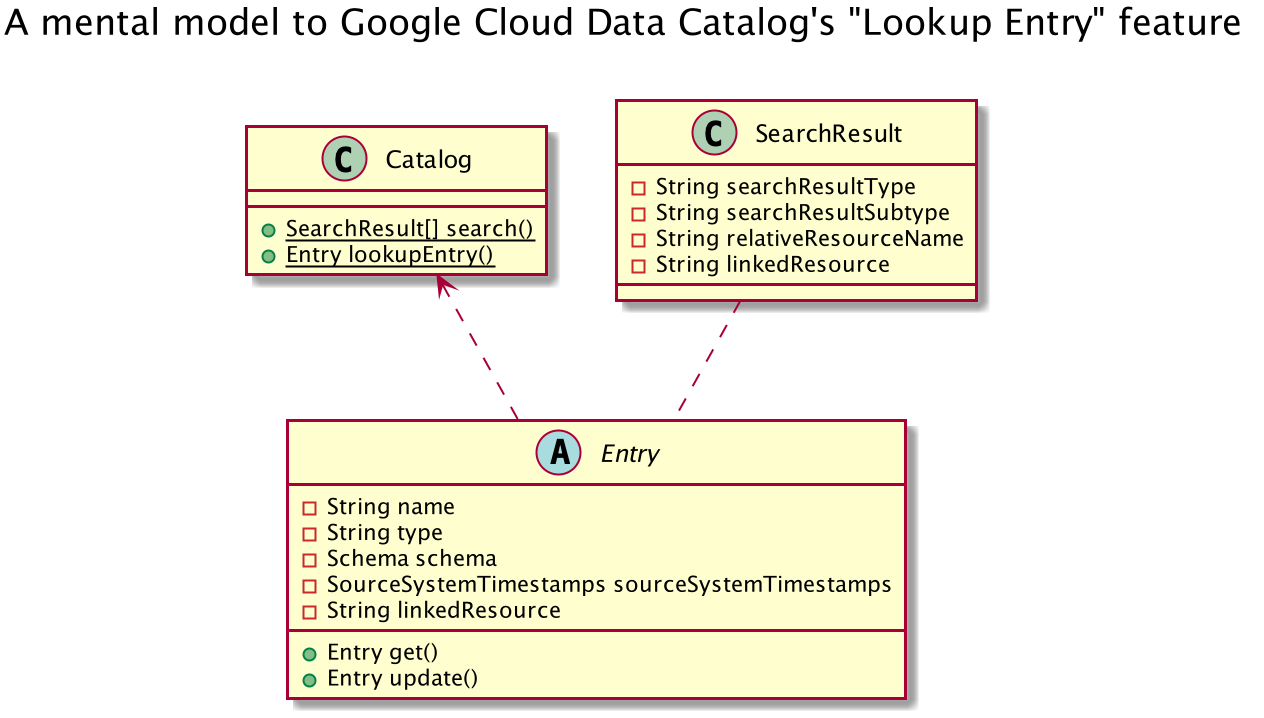 A mental model to Google Cloud Data Catalog's "Lookup Entry" feature
C Catalog
SearchResult[] search()
Entry lookupEntry()
C SearchResult
String searchResultType
String searchResultSubtype
String relativeResourceName
String linkedResource
A Entry
String name
String type
Schema schema
SourceSystemTimestamps sourceSystemTimestamps
String linkedResource
Entry get()
Entry update()